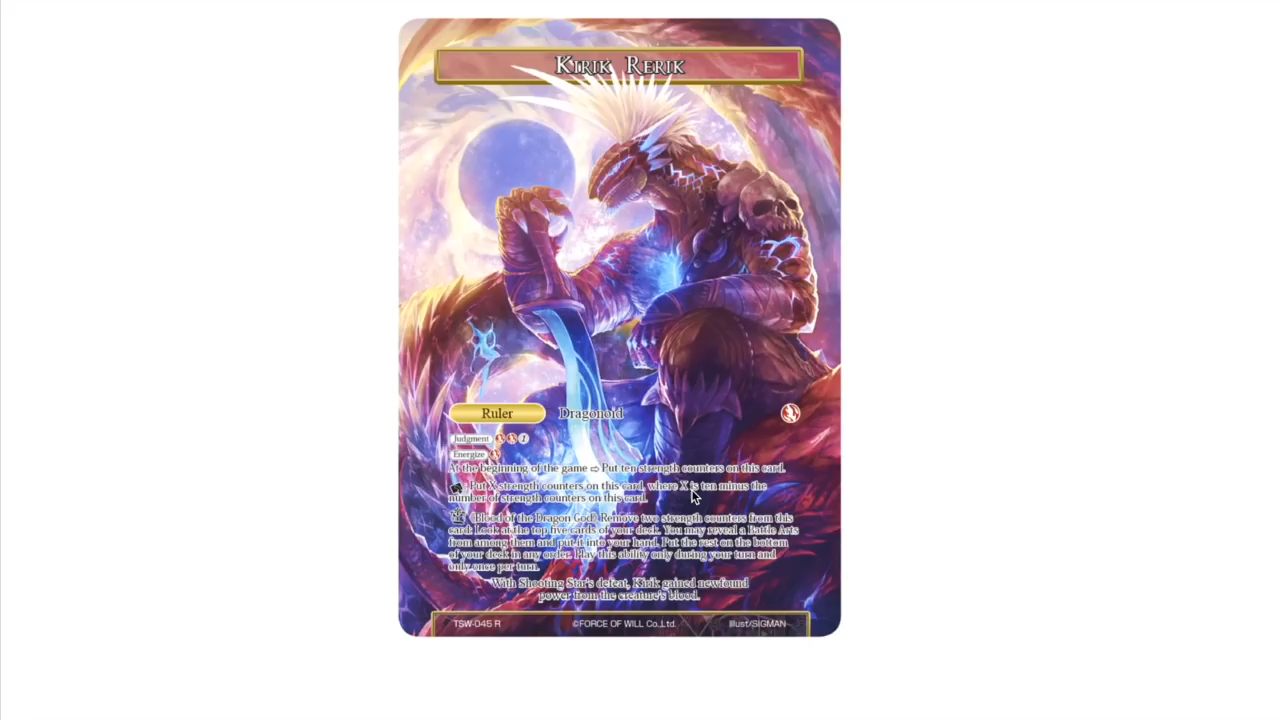 Kirik Rerik
Ruler Dragonoid
Judgment 1
Energize
At the beginning of the game ⇨ Put ten strength counters on this card.
: Put X strength counters on this card, where X is ten minus the
number of strength counters on this card.
(Blood of the Dragon God) Remove two strength counters from this
card: Look at the top five cards of your deck. You may reveal a Battle Arts
from among them and put it into your hand. Put the rest on the bottom
of your deck in any order. Play this ability only during your turn and
only once per turn.
With Shooting Star's defeat, Kirik gained newfound
power from the creature's blood.
TSW-045 R ©FORCE OF WILL Co.,Ltd. Illust/SIGMAN